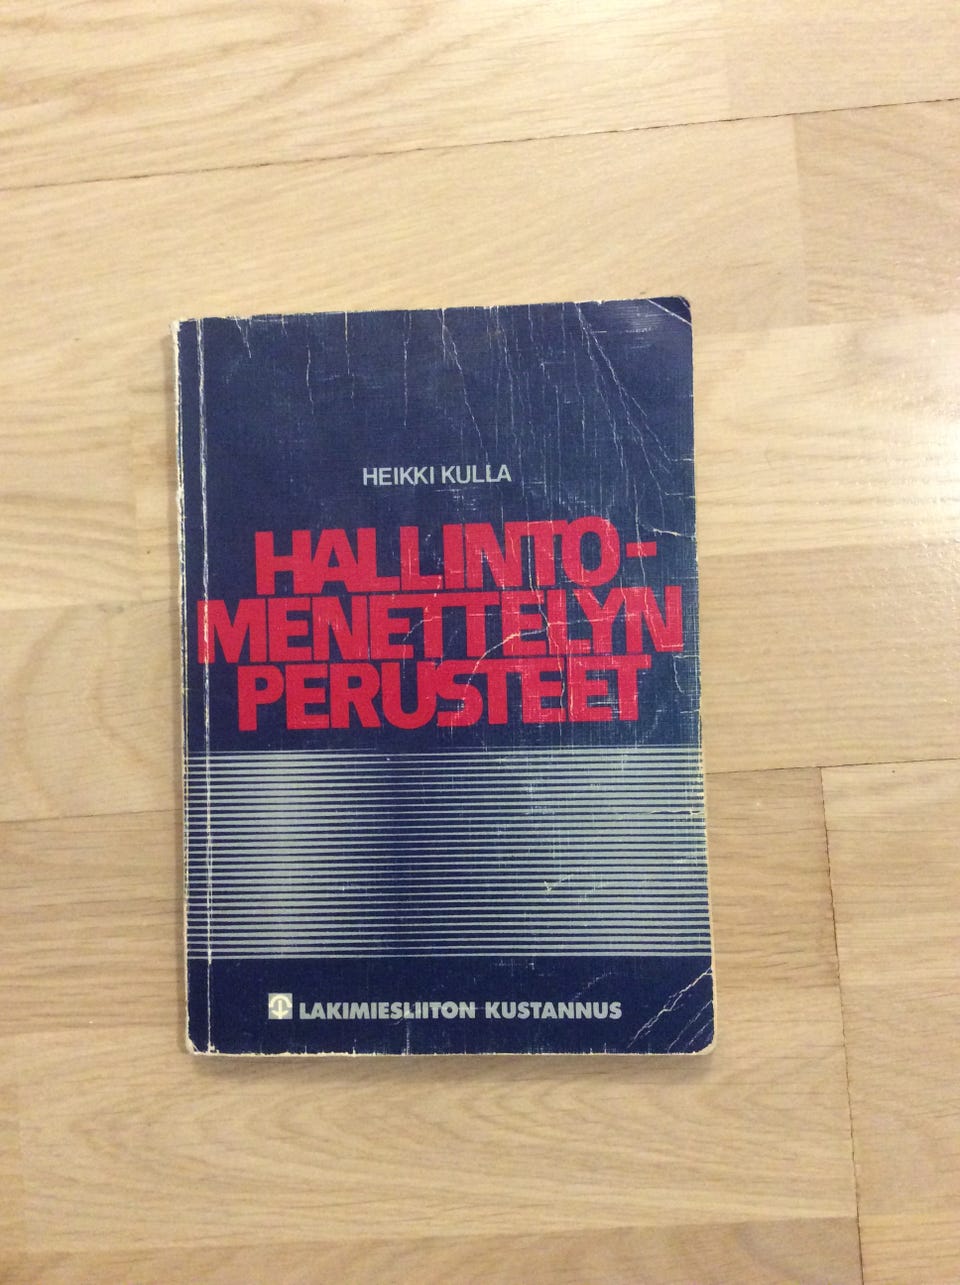 HEIKKI KULLA
HALLINTO-
MENETTELYN
PERUSTEET
LAKIMIESLIITON KUSTANNUS